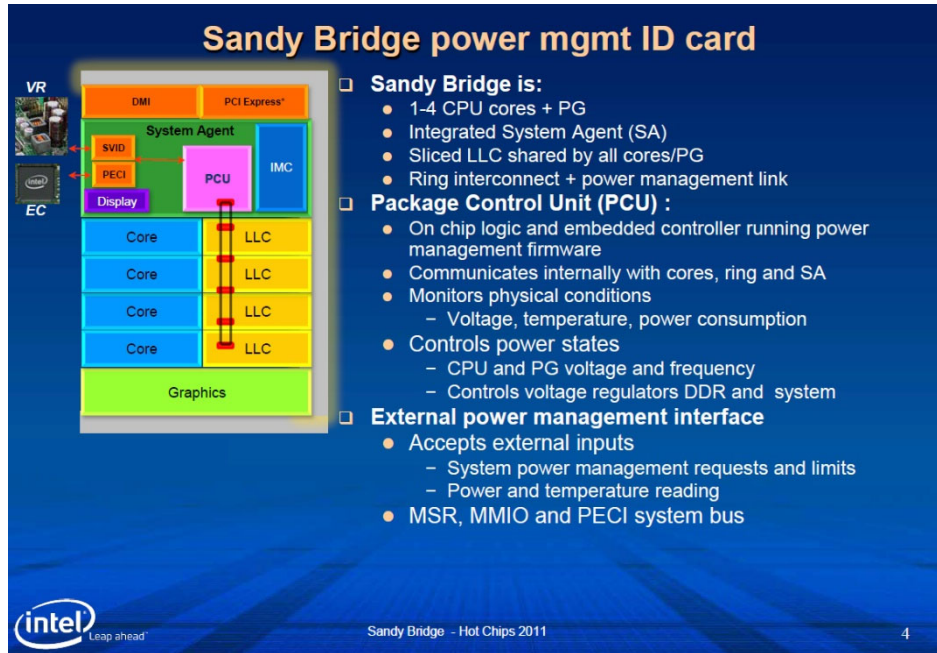 Sandy Bridge power mgmt ID card
VR
EC
intel
DMI
PCI Express*
System Agent
SVID
PECI
Display
PCU
IMC
Core
LLC
Core
LLC
Core
LLC
Core
LLC
Graphics
❑ Sandy Bridge is:
● 1-4 CPU cores + PG
● Integrated System Agent (SA)
● Sliced LLC shared by all cores/PG
● Ring interconnect + power management link
❑ Package Control Unit (PCU) :
● On chip logic and embedded controller running power
management firmware
● Communicates internally with cores, ring and SA
● Monitors physical conditions
− Voltage, temperature, power consumption
● Controls power states
− CPU and PG voltage and frequency
− Controls voltage regulators DDR and system
❑ External power management interface
● Accepts external inputs
− System power management requests and limits
− Power and temperature reading
● MSR, MMIO and PECI system bus
intel
Leap ahead™
Sandy Bridge - Hot Chips 2011
4